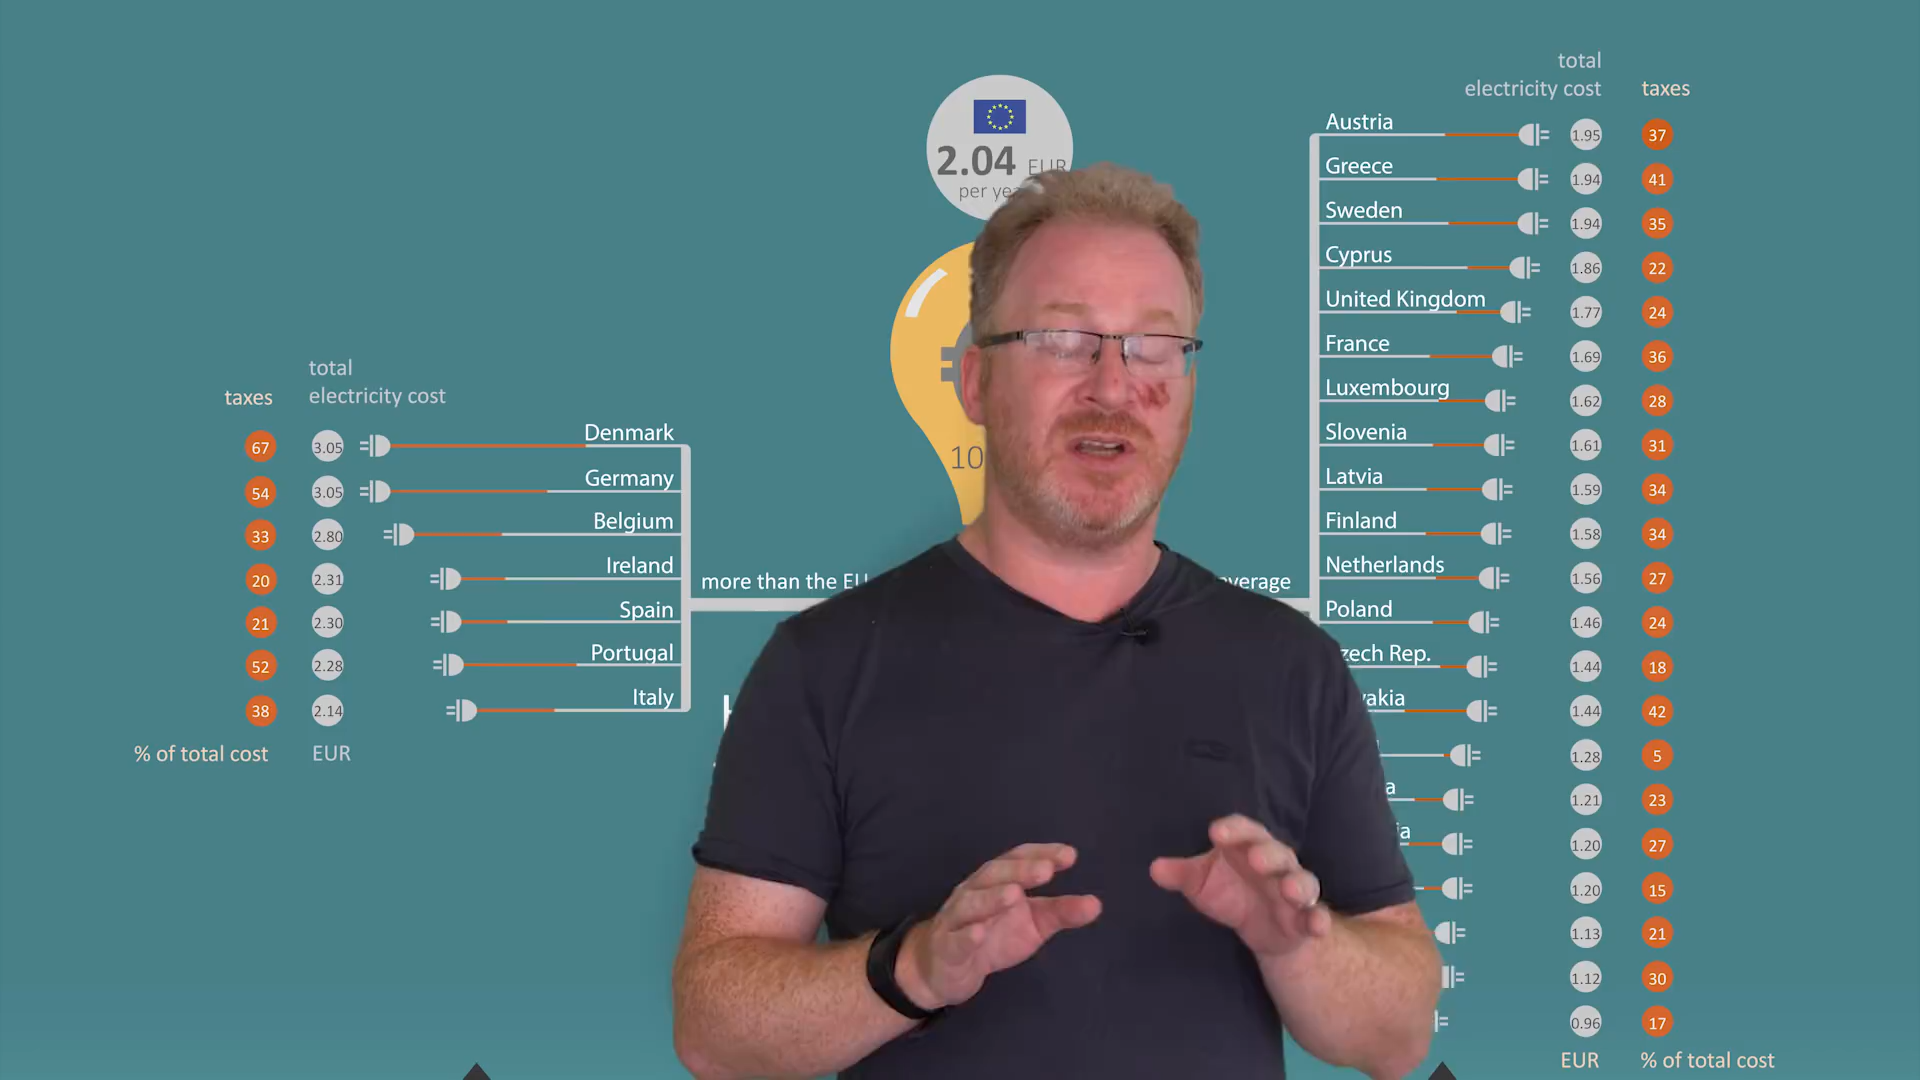 2.04 EUR
per
10
taxes
total
electricity cost
67 3.05 Denmark
54 3.05 Germany
33 2.80 Belgium
20 2.31 Ireland
21 2.30 Spain
52 2.28 Portugal
38 2.14 Italy
% of total cost EUR
more than the EU
average
total
electricity cost
taxes
Austria 1.95 37
Greece 1.94 41
Sweden 1.94 35
Cyprus 1.86 22
United Kingdom 1.77 24
France 1.69 36
Luxembourg 1.62 28
Slovenia 1.61 31
Latvia 1.59 34
Finland 1.58 34
Netherlands 1.56 27
Poland 1.46 24
Rep. 1.44 18
1.44 42
1.28 5
1.21 23
1.20 27
1.20 15
1.13 21
1.12 30
0.96 17
EUR % of total cost